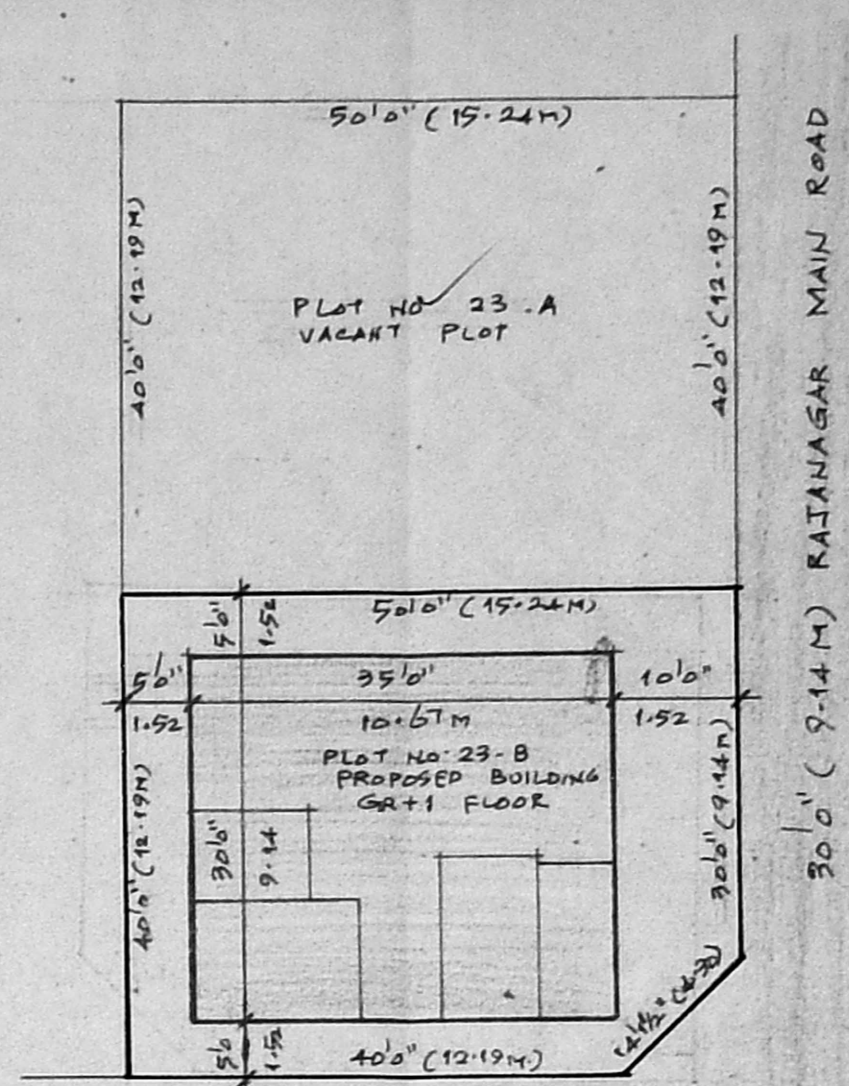 50'0" (15.24M)
40'0" (12.19M)
40'0" (12.19M)
PLOT NO 23.A
VACANT PLOT
30'0" (9.14M) RAJANAGAR MAIN ROAD
50'0" (15.24M)
5'0"
1.52
5'0"
1.52
35'0"
10.67M
10'0"
1.52
PLOT NO. 23-B
PROPOSED BUILDING
GR+1 FLOOR
40'0" (12.19M)
30'0"
9.14
30'0" (9.14M)
5'0
1.52
40'0" (12.19M.)